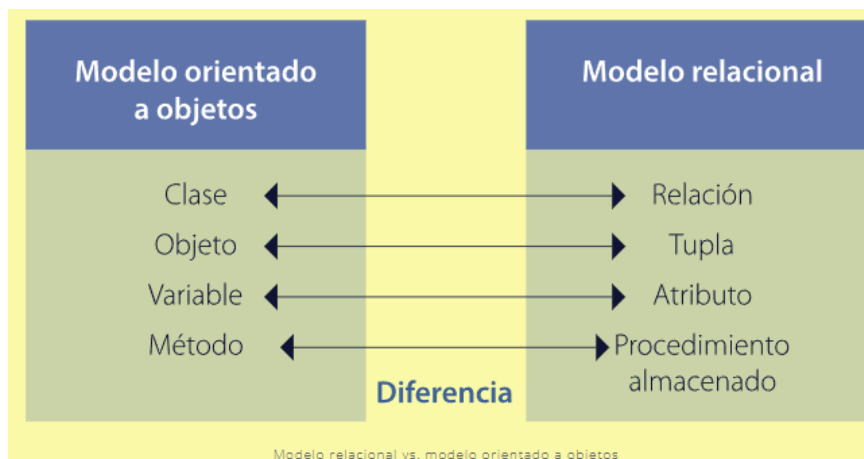 Modelo orientado
a objetos
Modelo relacional
Clase
Relación
Objeto
Tupla
Variable
Atributo
Método
Procedimiento
almacenado
Diferencia
Modelo relacional vs. modelo orientado a objetos